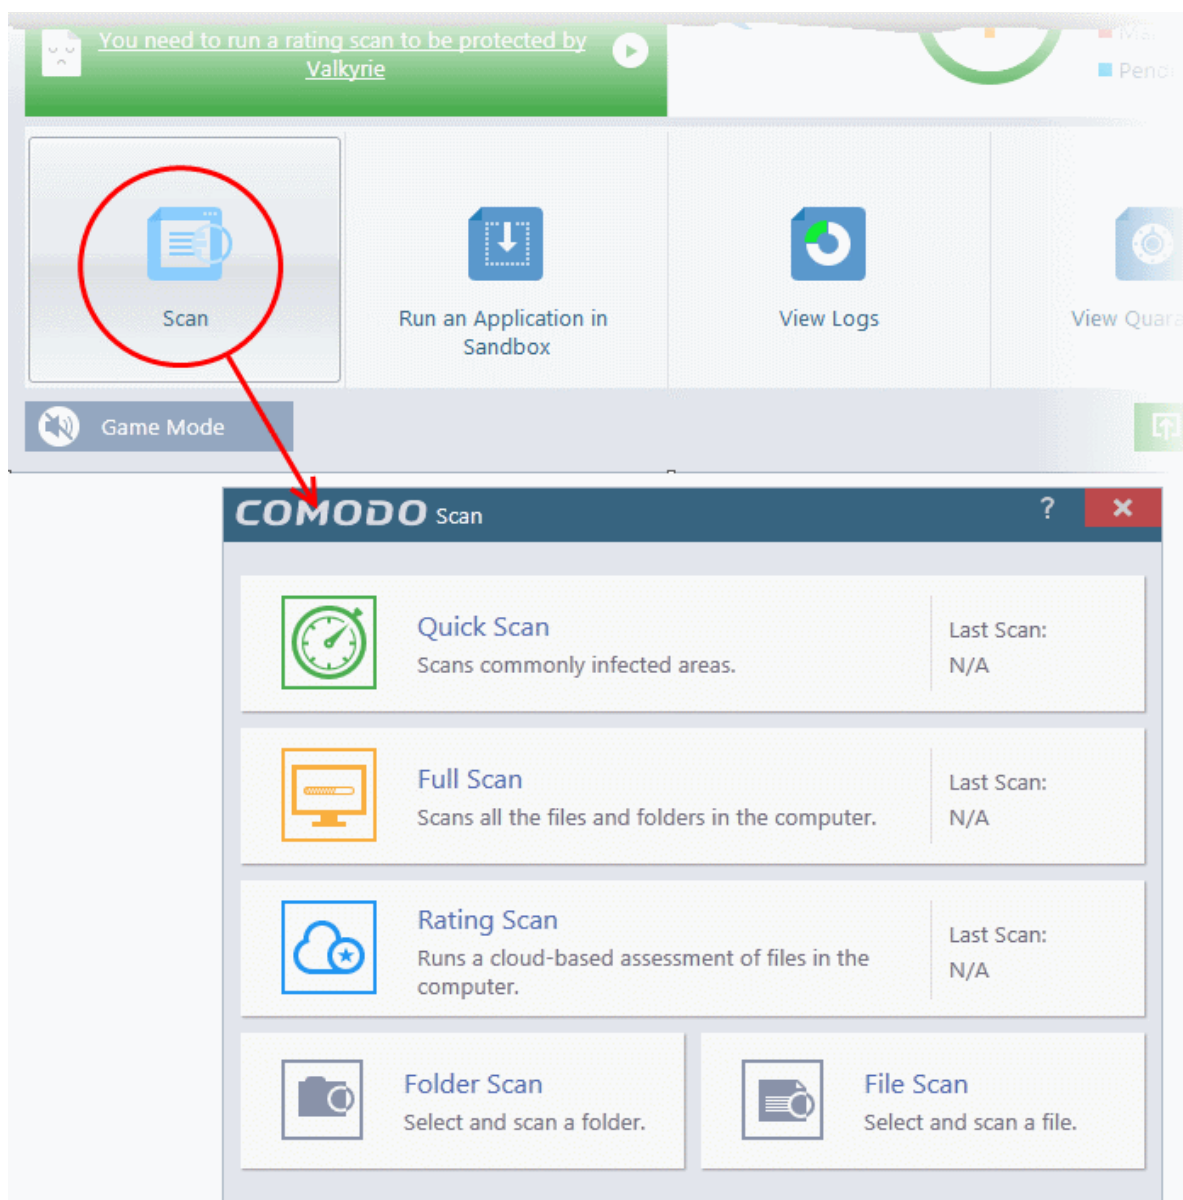 You need to run a rating scan to be protected by
Valkyrie
Scan
Run an Application in
Sandbox
View Logs
View
Game Mode
COMODO Scan
?
Quick Scan
Scans commonly infected areas.
Last Scan:
N/A
Full Scan
Scans all the files and folders in the computer.
Last Scan:
N/A
Rating Scan
Runs a cloud-based assessment of files in the
computer.
Last Scan:
N/A
Folder Scan
Select and scan a folder.
File Scan
Select and scan a file.